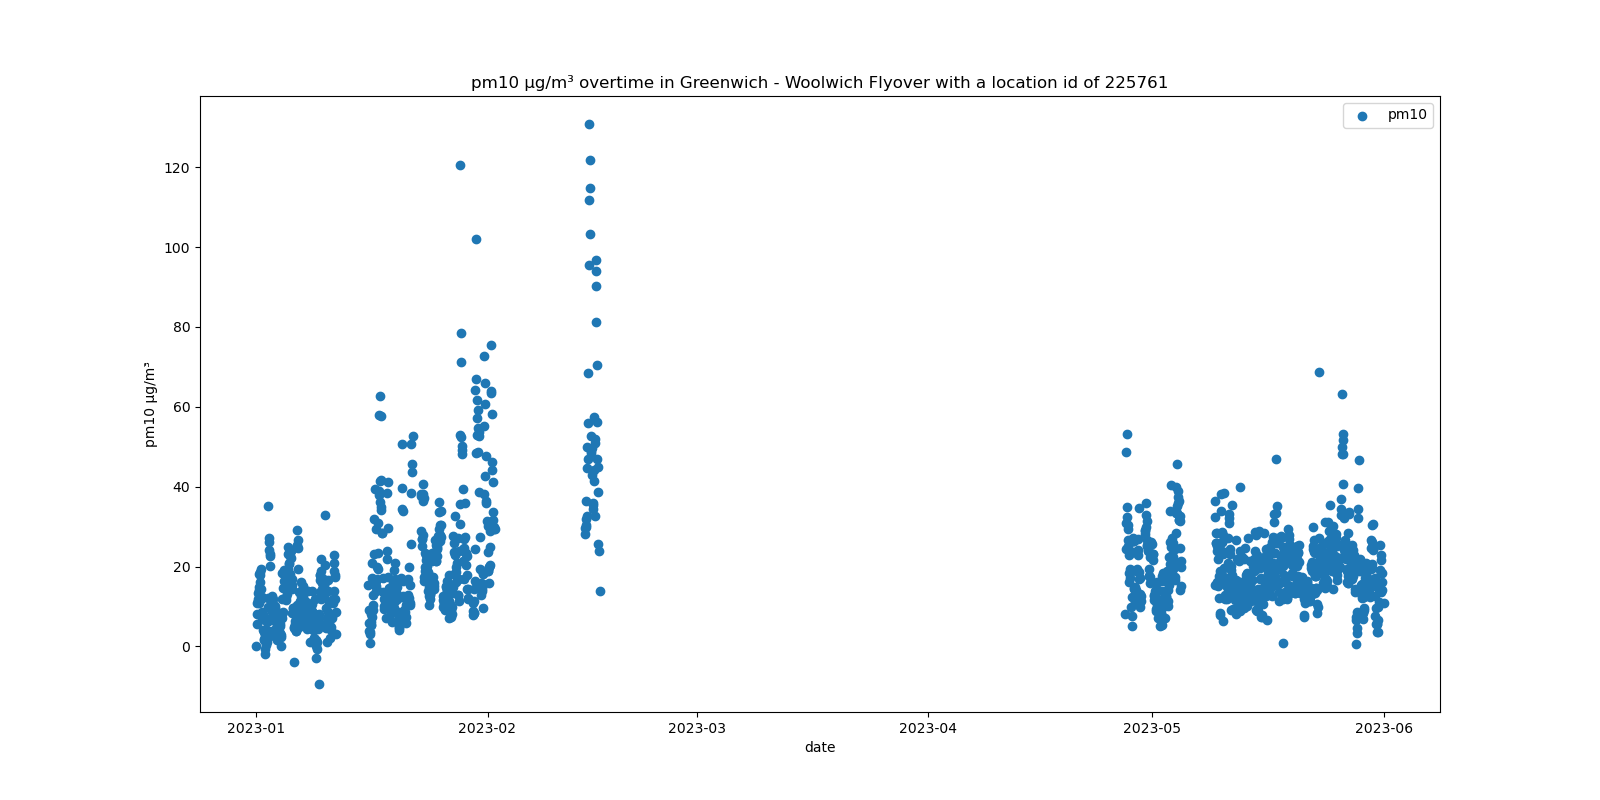 pm10 µg/m³ overtime in Greenwich - Woolwich Flyover with a location id of 225761
pm10
120
100
80
60
40
20
0
pm10 µg/m³
2023-01 2023-02 2023-03 2023-04 2023-05 2023-06
date